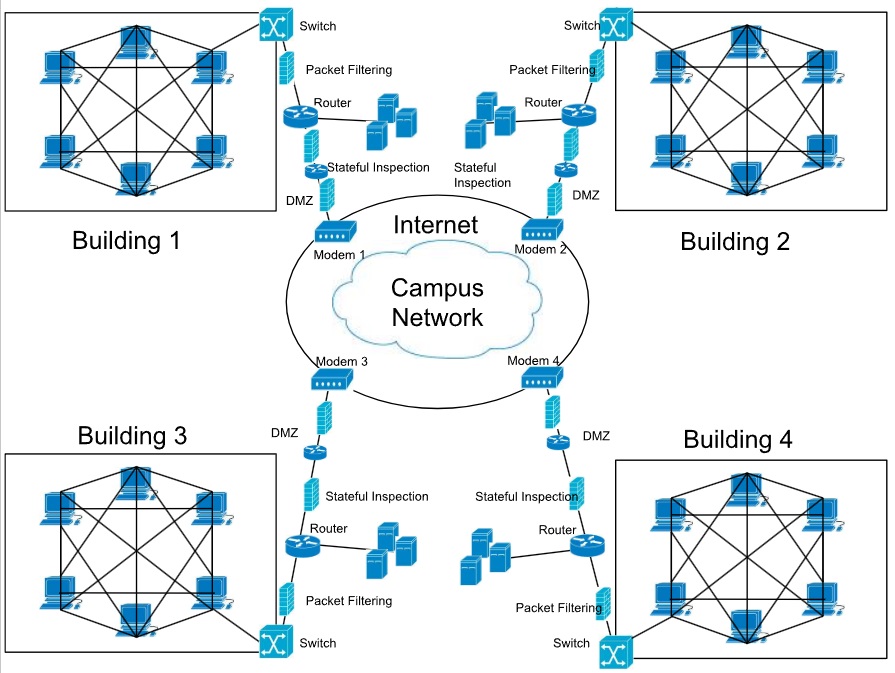 Switch
Packet Filtering
Router
Stateful Inspection
DMZ
Modem 1
Building 1
Switch
Packet Filtering
Router
Stateful
Inspection
DMZ
Modem 2
Building 2
Internet
Campus
Network
Modem 3
DMZ
Building 3
Stateful Inspection
Router
Packet Filtering
Switch
Modem 4
DMZ
Building 4
Stateful Inspection
Router
Packet Filtering
Switch